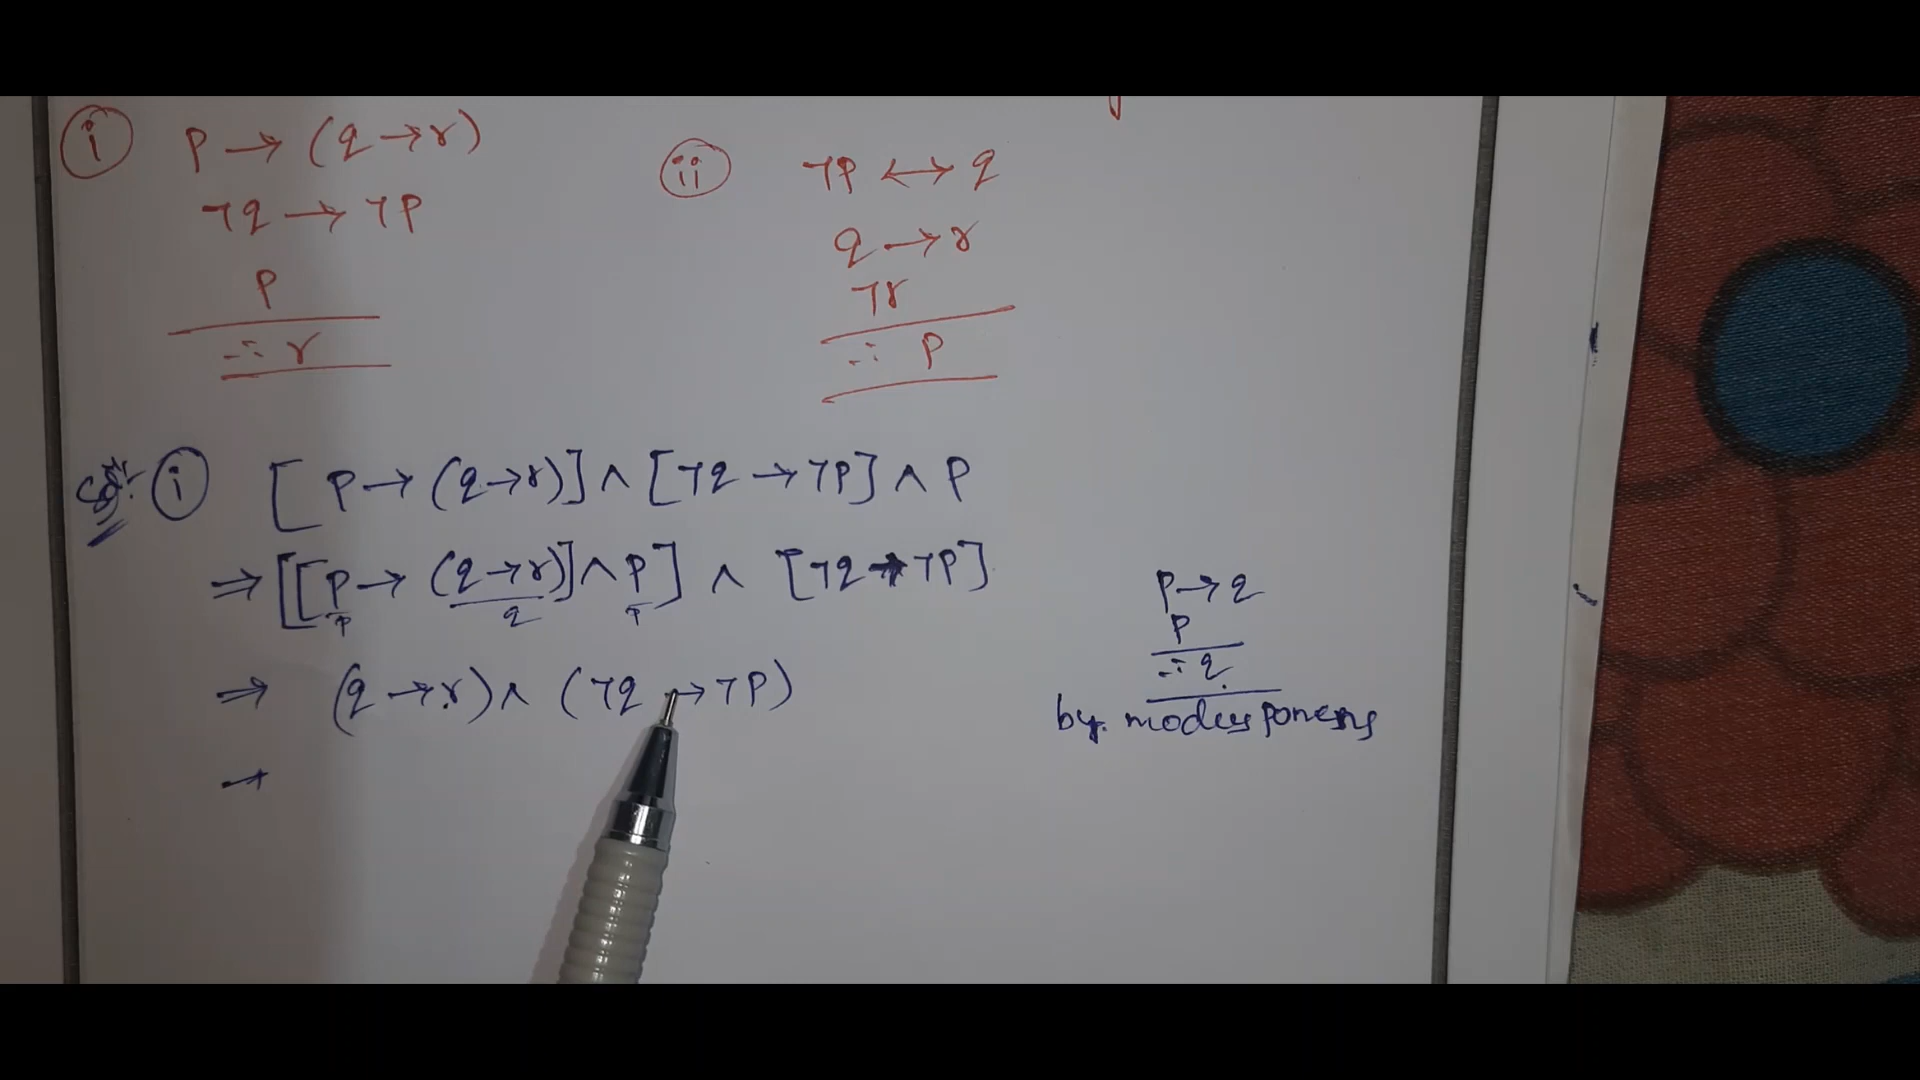 (i) p → (q → r)
¬q → ¬p
p
∴ r
(ii) ¬p ↔ q
q → r
¬r
∴ p
Sol: (i) [p → (q → r)] ∧ [¬q → ¬p] ∧ p
⇒ [[p → (q → r)] ∧ p] ∧ [¬q → ¬p]
p q p
⇒ (q → r) ∧ (¬q → ¬p)
→
p → q
p
∴ q
by. modus ponens